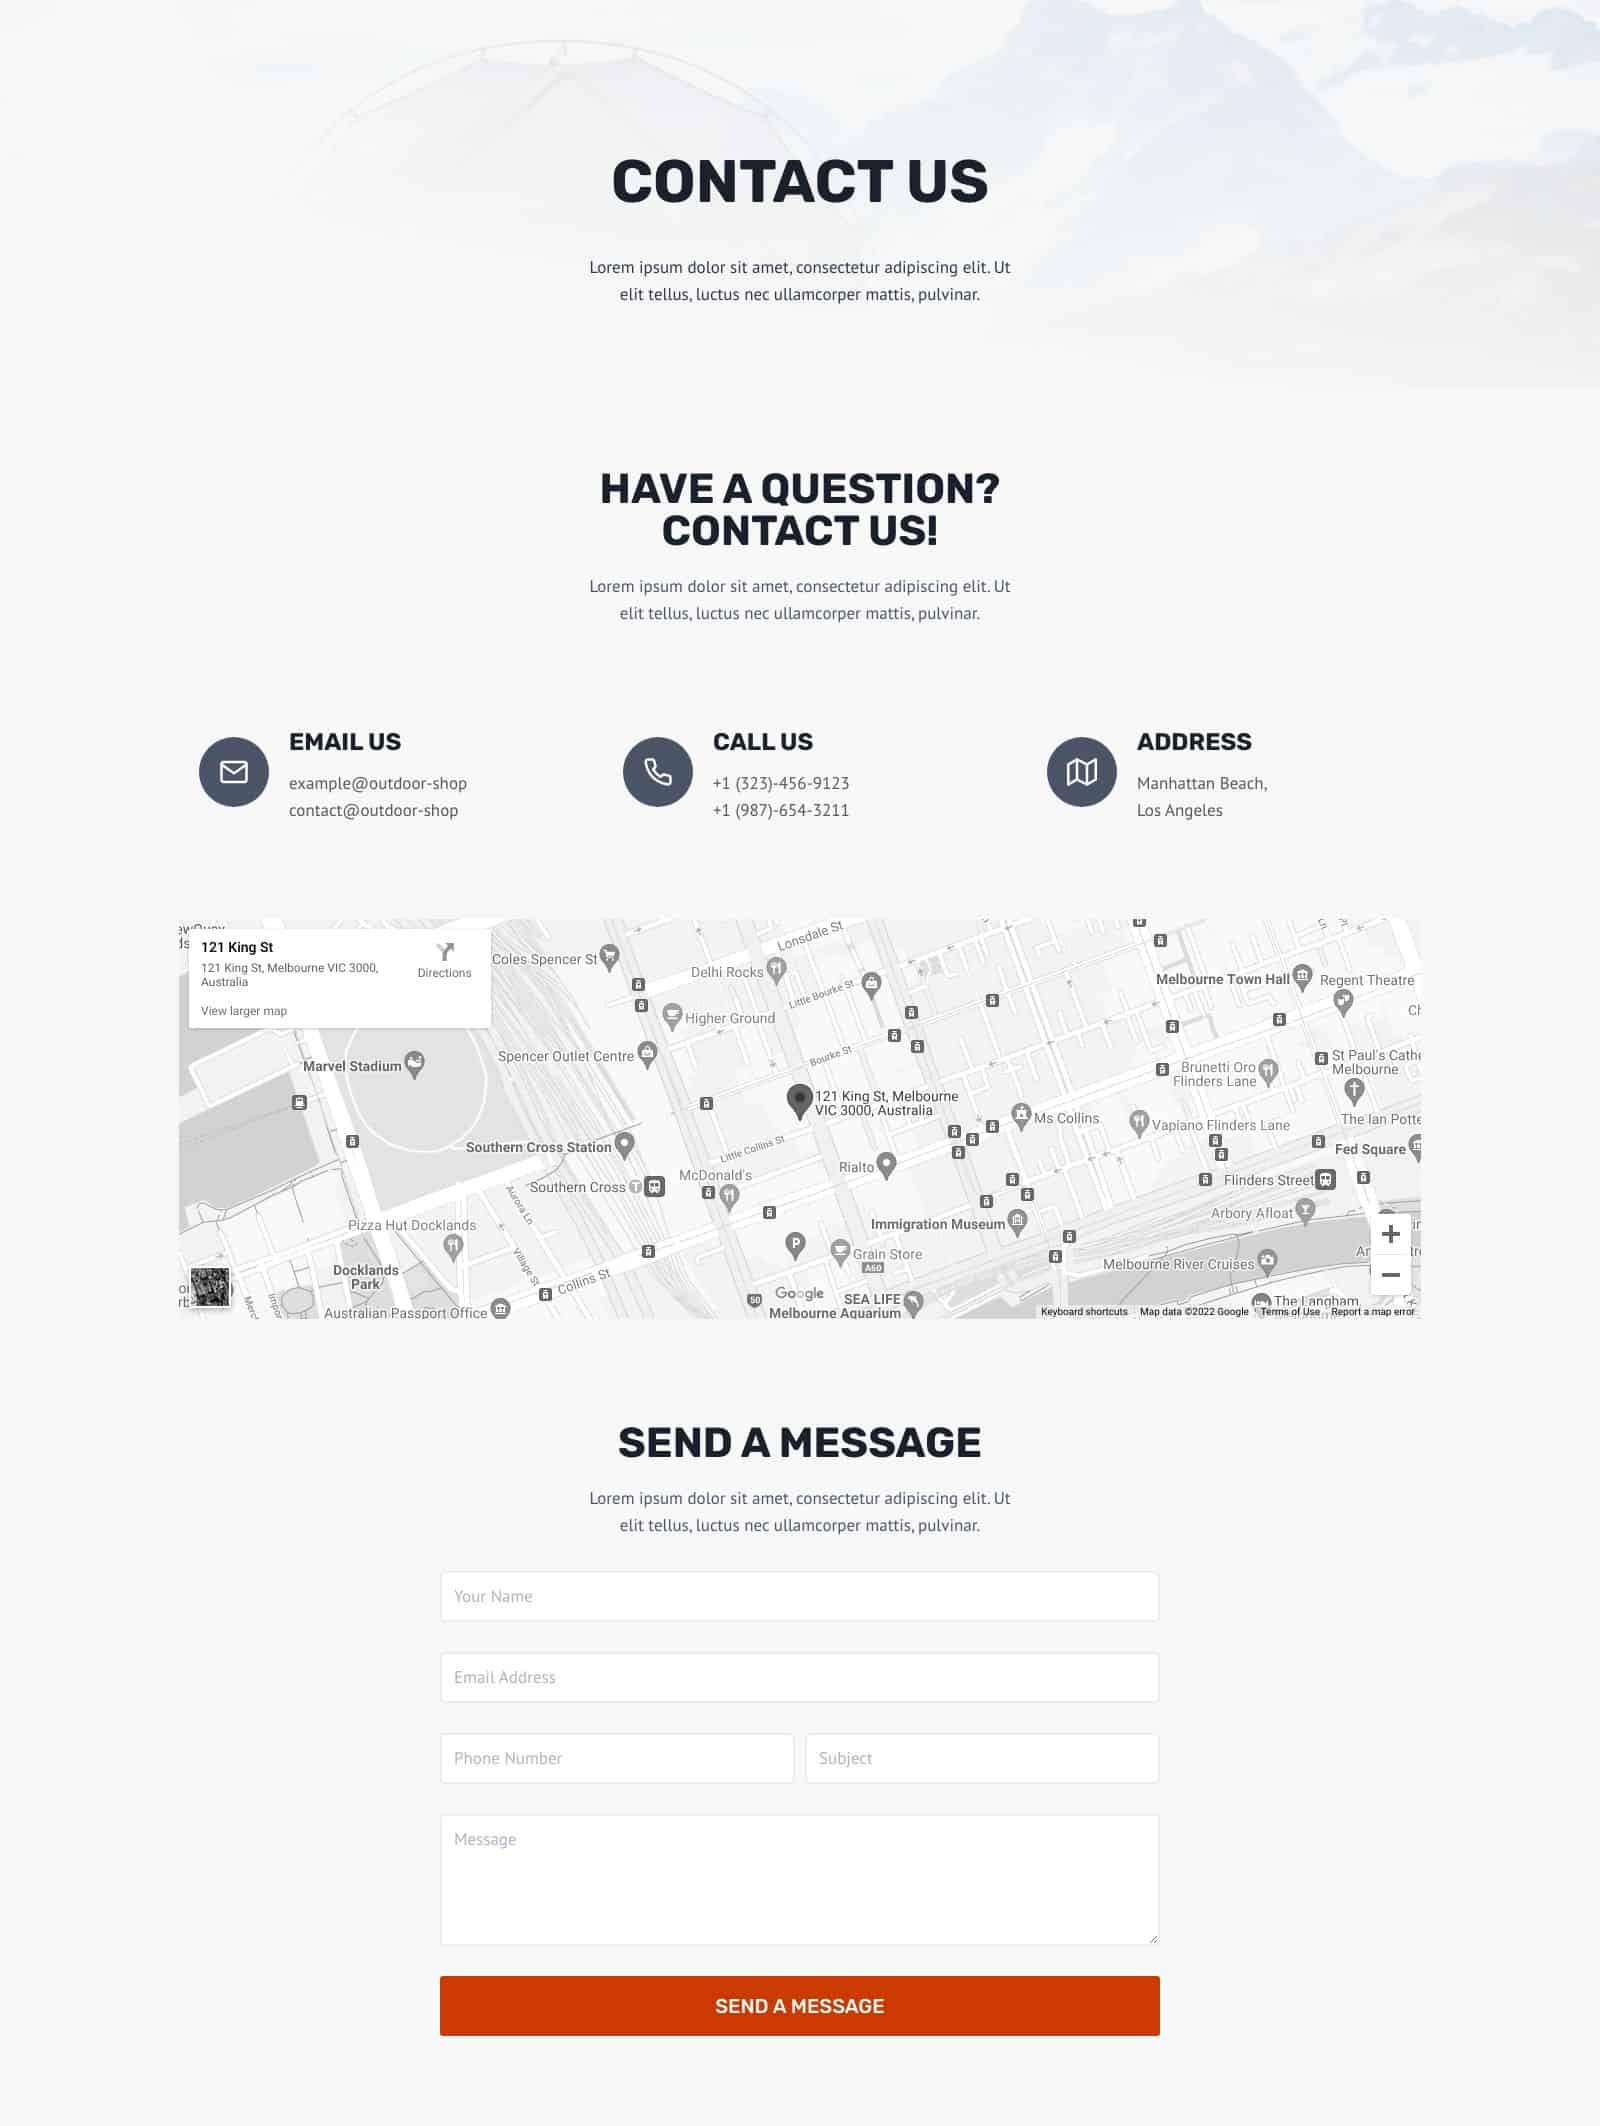 CONTACT US
Lorem ipsum dolor sit amet, consectetur adipiscing elit. Ut
elit tellus, luctus nec ullamcorper mattis, pulvinar.
HAVE A QUESTION?
CONTACT US!
Lorem ipsum dolor sit amet, consectetur adipiscing elit. Ut
elit tellus, luctus nec ullamcorper mattis, pulvinar.
EMAIL US
example@outdoor-shop
contact@outdoor-shop
CALL US
+1 (323)-456-9123
+1 (987)-654-3211
ADDRESS
Manhattan Beach,
Los Angeles
121 King St
121 King St, Melbourne VIC 3000,
Australia
Directions
View larger map
Coles Spencer St
Lonsdale St
Delhi Rocks
Little Bourke St
Melbourne Town Hall
Regent Theatre
Higher Ground
Spencer Outlet Centre
Bourke St
Marvel Stadium
Brunetti Oro
Flinders Lane
St Paul's Cathe
Melbourne
121 King St, Melbourne
VIC 3000, Australia
Ms Collins
Vapiano Flinders Lane
The Ian Potte
Southern Cross Station
Little Collins St
Fed Square
Rialto
McDonald's
Southern Cross
T
Flinders Street
Aurora Ln
Arbory Afloat
Pizza Hut Docklands
Immigration Museum
P
Grain Store
A60
Village St
Melbourne River Cruises
Docklands
Park
Collins St
50
Google
SEA LIFE
Melbourne Aquarium
The Langham
Australian Passport Office
Keyboard shortcuts
Map data ©2022 Google
Terms of Use
Report a map error
SEND A MESSAGE
Lorem ipsum dolor sit amet, consectetur adipiscing elit. Ut
elit tellus, luctus nec ullamcorper mattis, pulvinar.
Your Name
Email Address
Phone Number
Subject
Message
SEND A MESSAGE